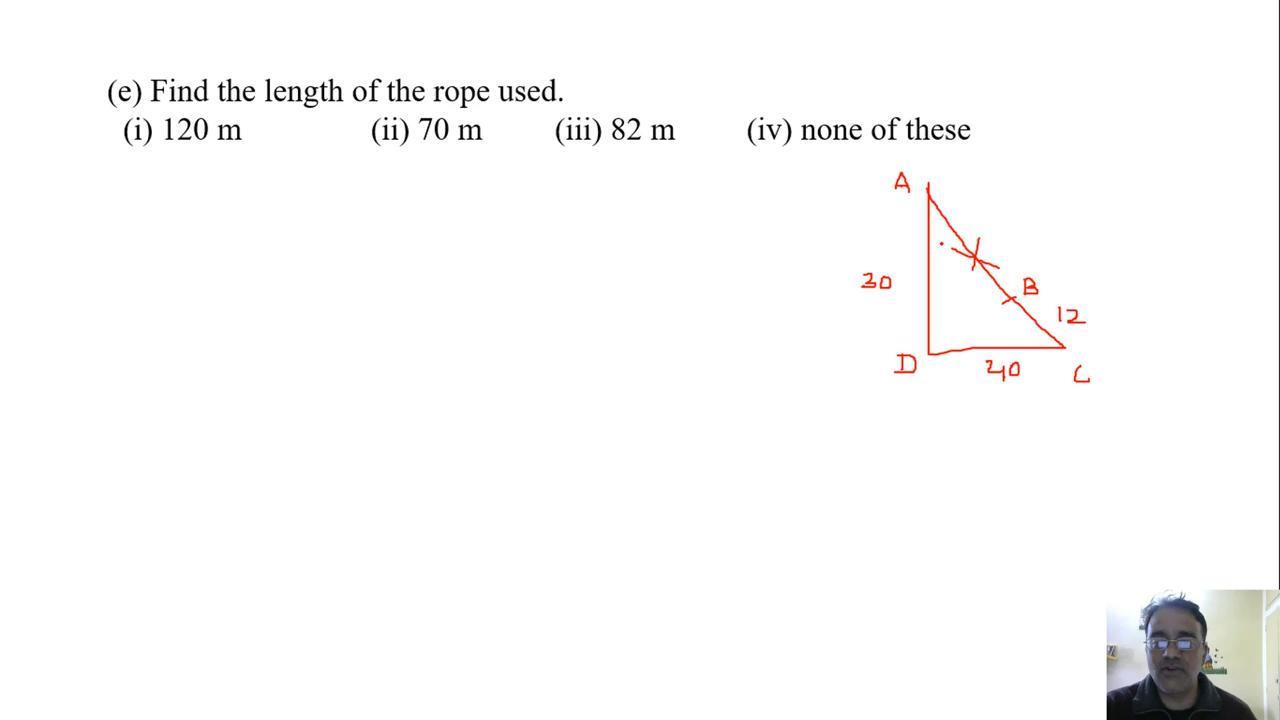 (e) Find the length of the rope used.
(i) 120 m (ii) 70 m (iii) 82 m (iv) none of these
A
30
B
12
D
40
C